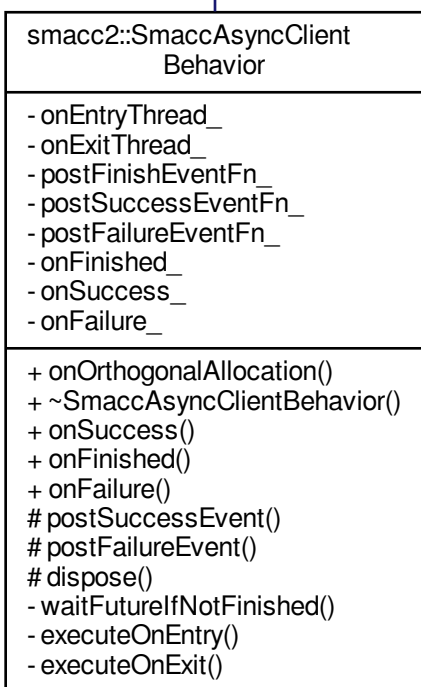 smacc2::SmaccAsyncClient
Behavior
- onEntryThread_
- onExitThread_
- postFinishEventFn_
- postSuccessEventFn_
- postFailureEventFn_
- onFinished_
- onSuccess_
- onFailure_
+ onOrthogonalAllocation()
+ ~SmaccAsyncClientBehavior()
+ onSuccess()
+ onFinished()
+ onFailure()
# postSuccessEvent()
# postFailureEvent()
# dispose()
- waitFutureIfNotFinished()
- executeOnEntry()
- executeOnExit()